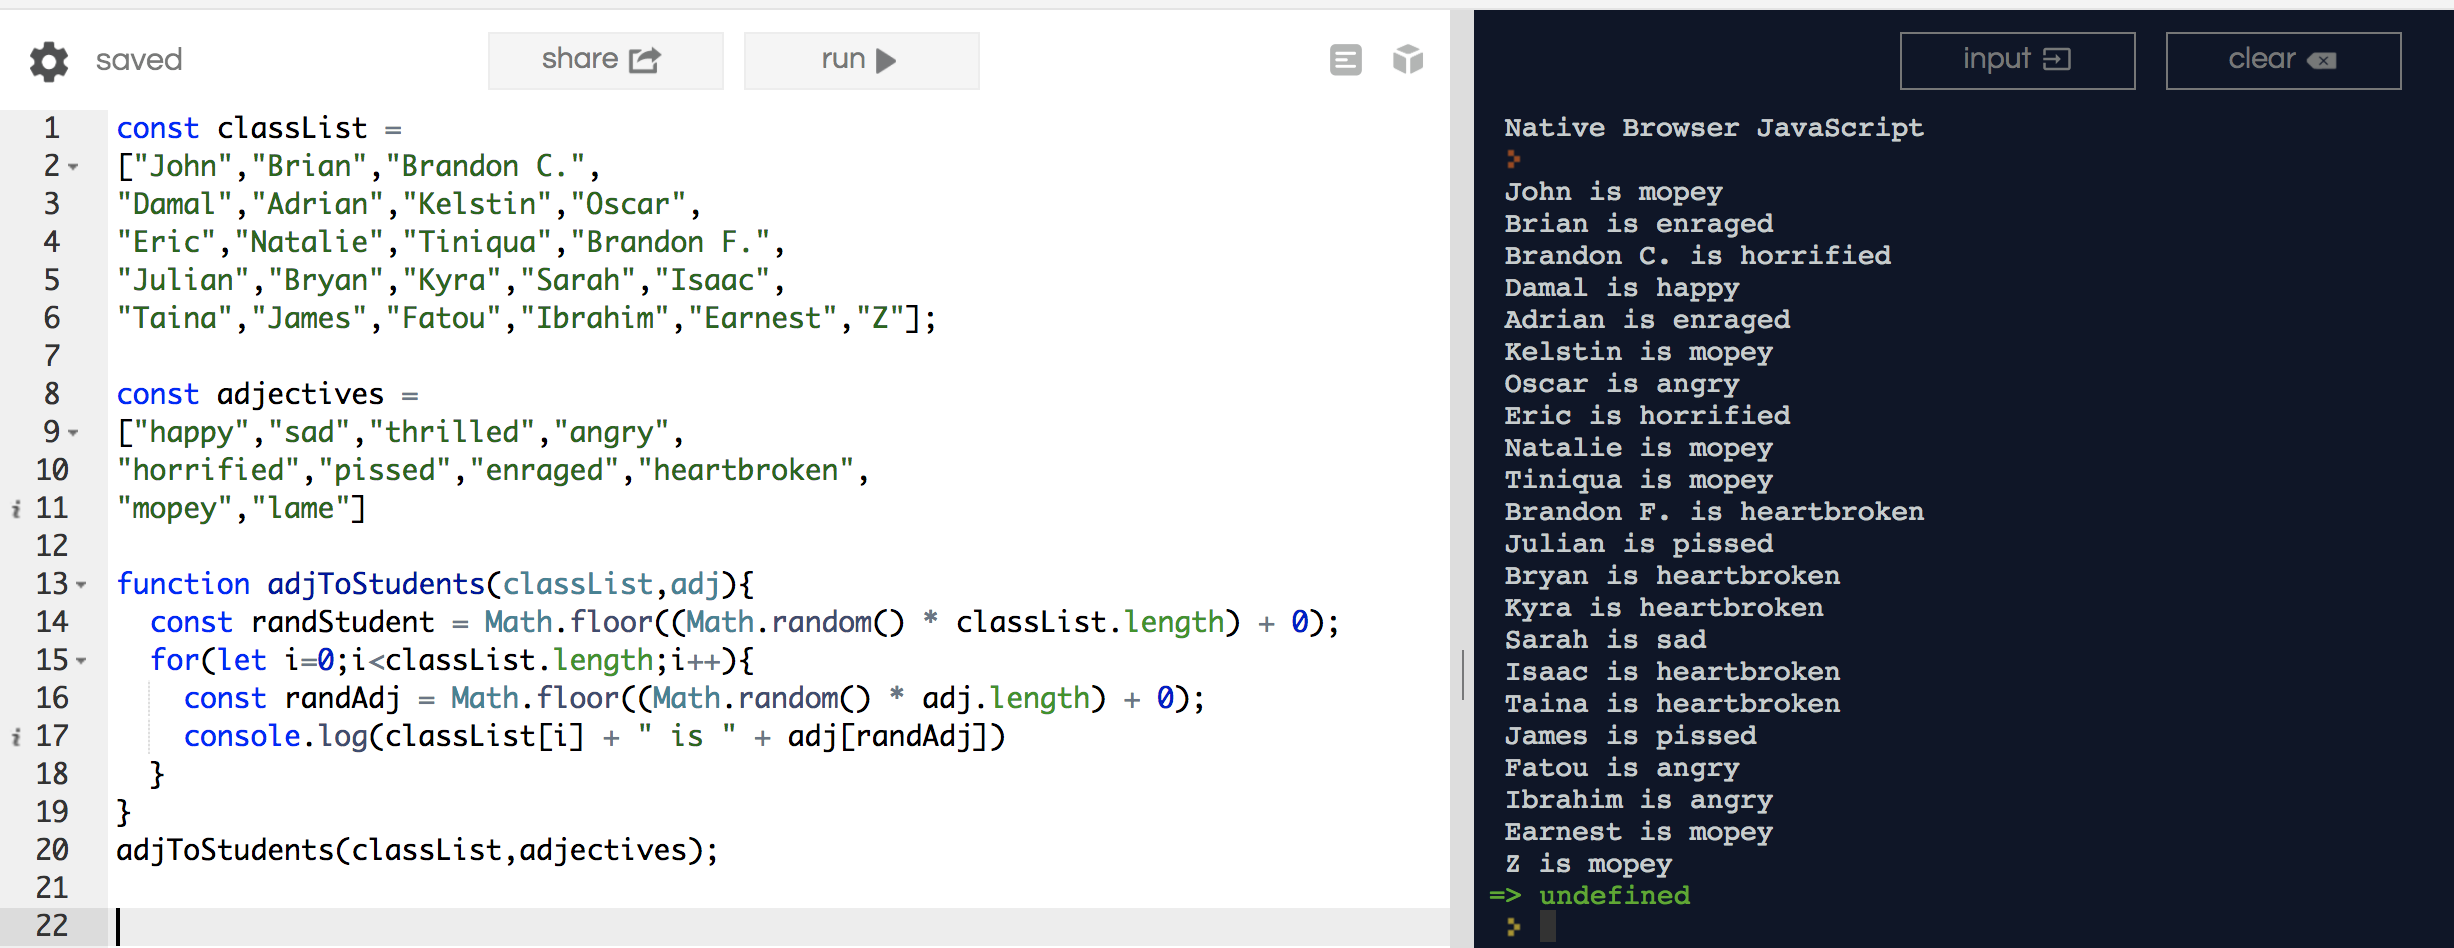 saved
share
run
1 const classList =
2 ["John","Brian","Brandon C.",
3 "Damal","Adrian","Kelstin","Oscar",
4 "Eric","Natalie","Tiniqua","Brandon F.",
5 "Julian","Bryan","Kyra","Sarah","Isaac",
6 "Taina","James","Fatou","Ibrahim","Earnest","Z"];
7
8 const adjectives =
9 ["happy","sad","thrilled","angry",
10 "horrified","pissed","enraged","heartbroken",
i 11 "mopey","lame"]
12
13 function adjToStudents(classList,adj){
14   const randStudent = Math.floor((Math.random() * classList.length) + 0);
15   for(let i=0;i<classList.length;i++){
16     const randAdj = Math.floor((Math.random() * adj.length) + 0);
i 17     console.log(classList[i] + " is " + adj[randAdj])
18   }
19 }
20 adjToStudents(classList,adjectives);
21
22
input
clear
Native Browser JavaScript
>
John is mopey
Brian is enraged
Brandon C. is horrified
Damal is happy
Adrian is enraged
Kelstin is mopey
Oscar is angry
Eric is horrified
Natalie is mopey
Tiniqua is mopey
Brandon F. is heartbroken
Julian is pissed
Bryan is heartbroken
Kyra is heartbroken
Sarah is sad
Isaac is heartbroken
Taina is heartbroken
James is pissed
Fatou is angry
Ibrahim is angry
Earnest is mopey
Z is mopey
=> undefined
>